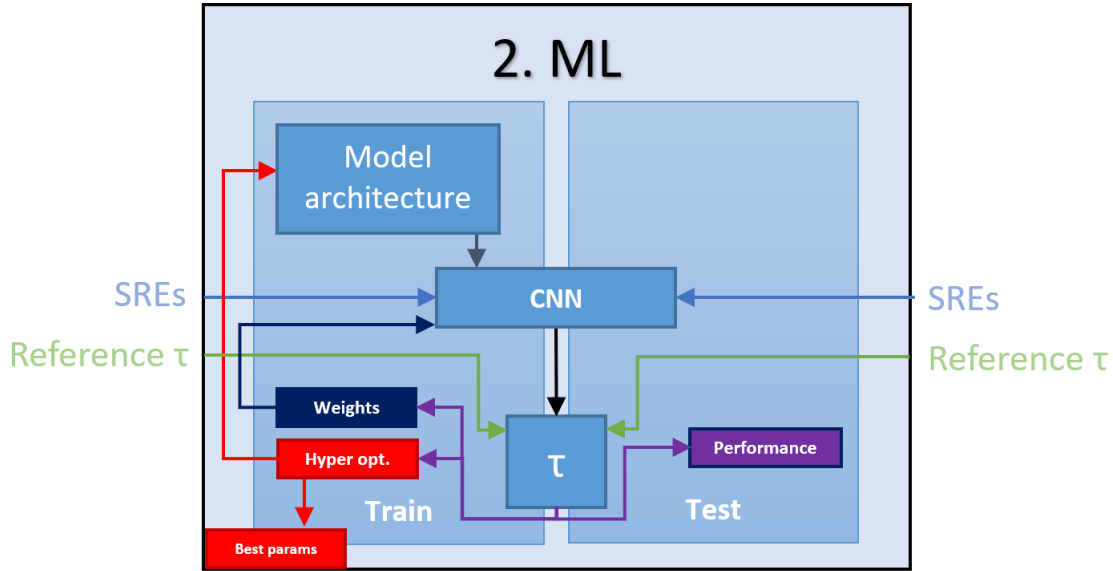 2. ML
Model
architecture
SREs
CNN
SREs
Reference τ
Reference τ
Weights
Hyper opt.
τ
Performance
Train
Test
Best params